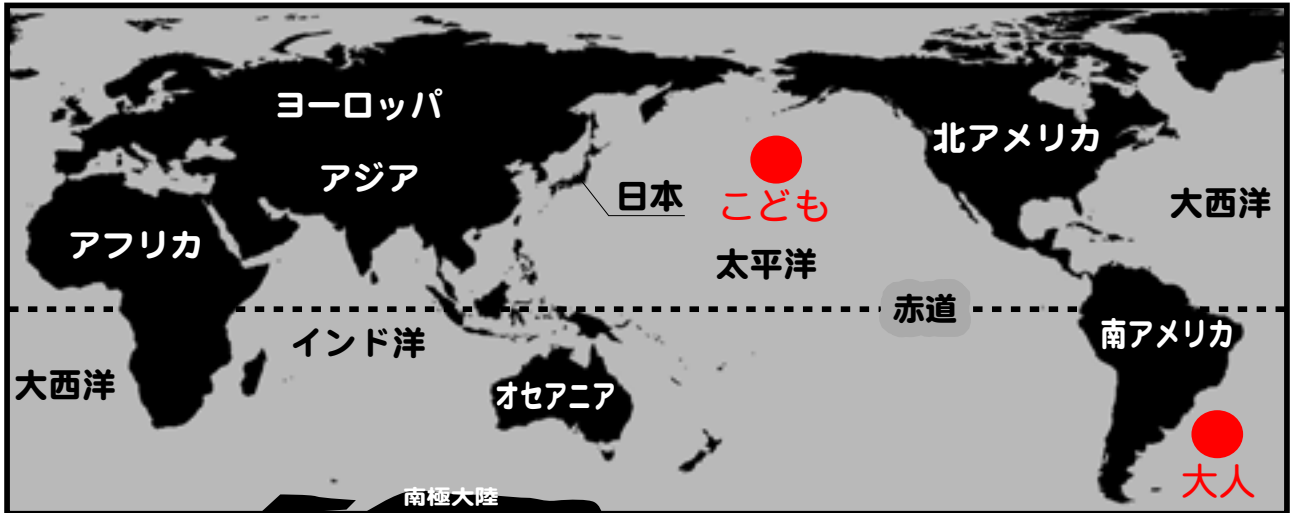 ヨーロッパ
北アメリカ
アジア
日本
こども
大西洋
アフリカ
太平洋
赤道
インド洋
南アメリカ
大西洋
オセアニア
大人
南極大陸